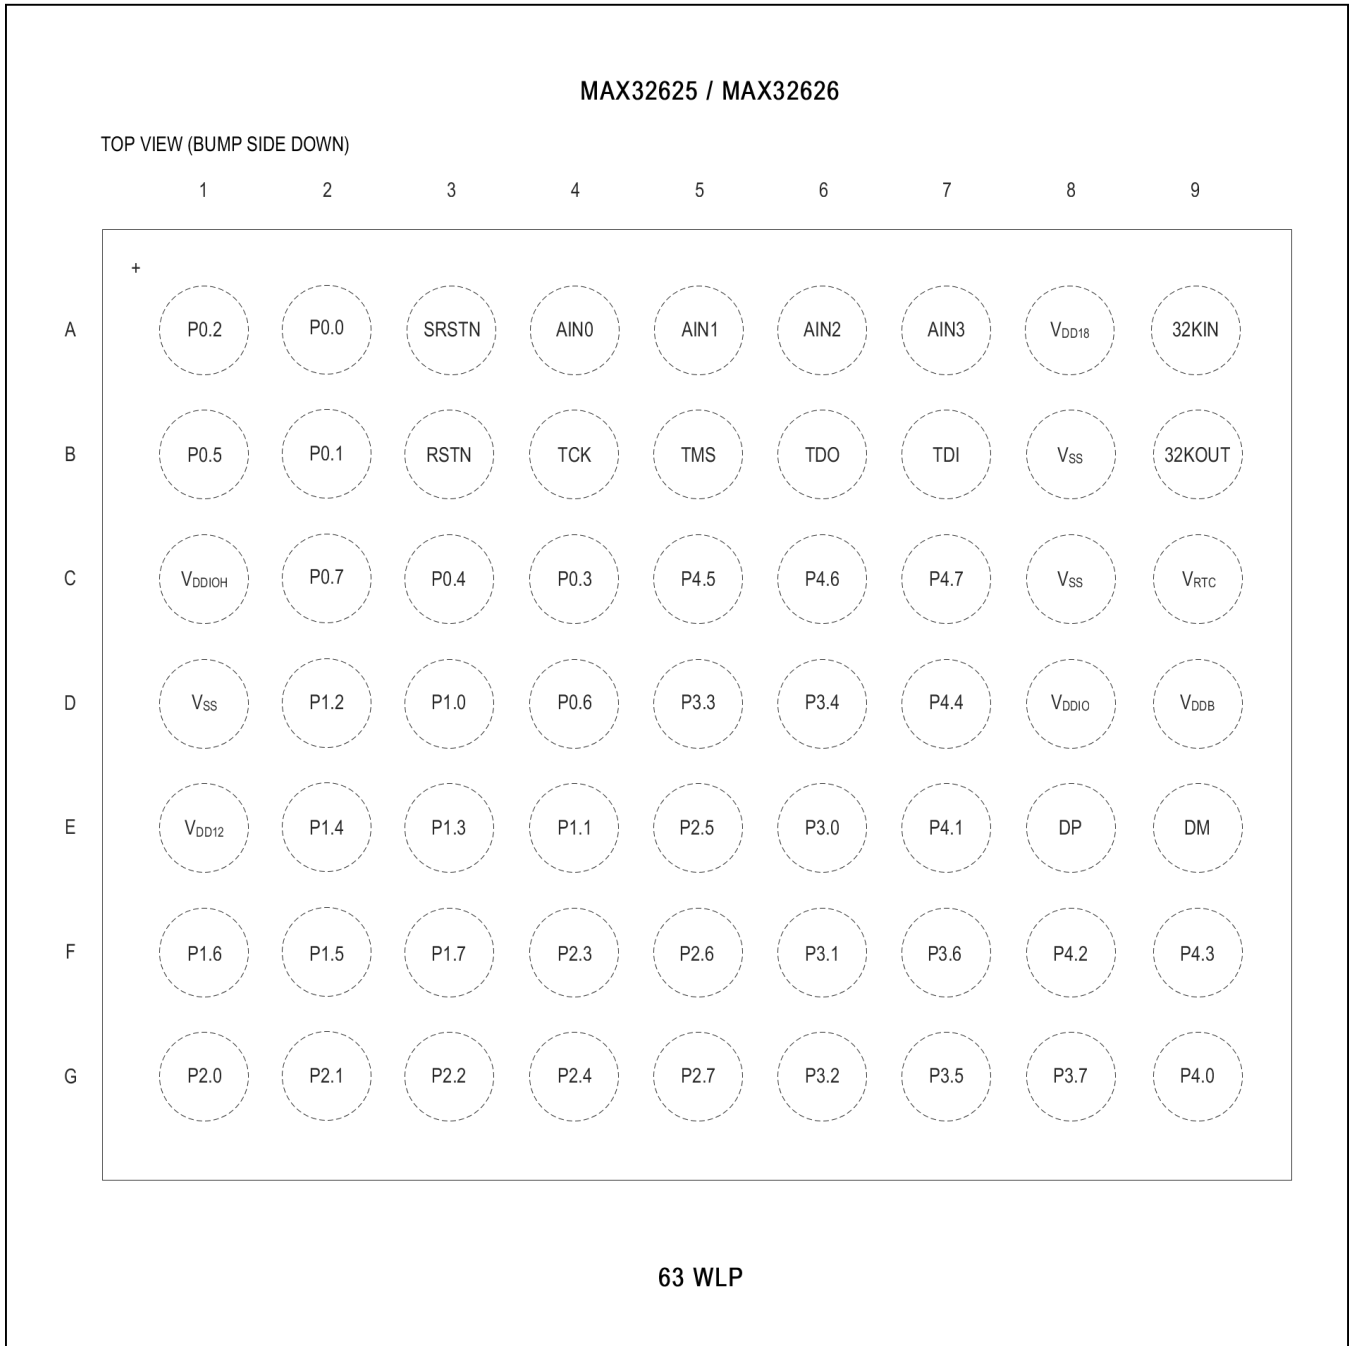 MAX32625 / MAX32626
TOP VIEW (BUMP SIDE DOWN)
1 2 3 4 5 6 7 8 9
+
A P0.2 P0.0 SRSTN AIN0 AIN1 AIN2 AIN3 VDD18 32KIN
B P0.5 P0.1 RSTN TCK TMS TDO TDI VSS 32KOUT
C VDDIOH P0.7 P0.4 P0.3 P4.5 P4.6 P4.7 VSS VRTC
D VSS P1.2 P1.0 P0.6 P3.3 P3.4 P4.4 VDDIO VDDB
E VDD12 P1.4 P1.3 P1.1 P2.5 P3.0 P4.1 DP DM
F P1.6 P1.5 P1.7 P2.3 P2.6 P3.1 P3.6 P4.2 P4.3
G P2.0 P2.1 P2.2 P2.4 P2.7 P3.2 P3.5 P3.7 P4.0
63 WLP